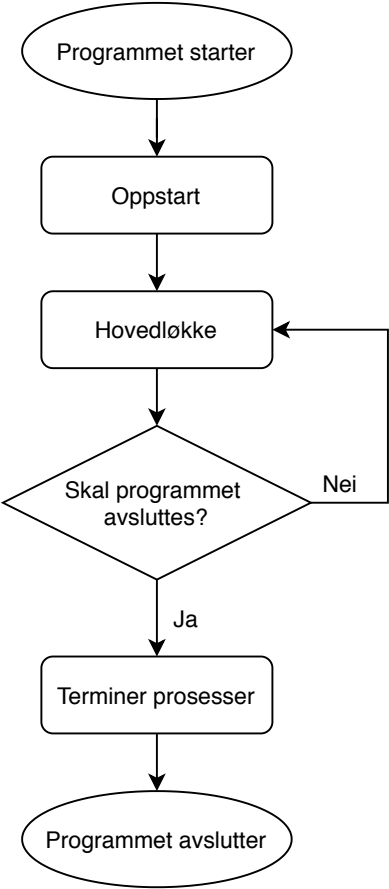 Programmet starter
Oppstart
Hovedløkke
Skal programmet
avsluttes?
Nei
Ja
Terminer prosesser
Programmet avslutter